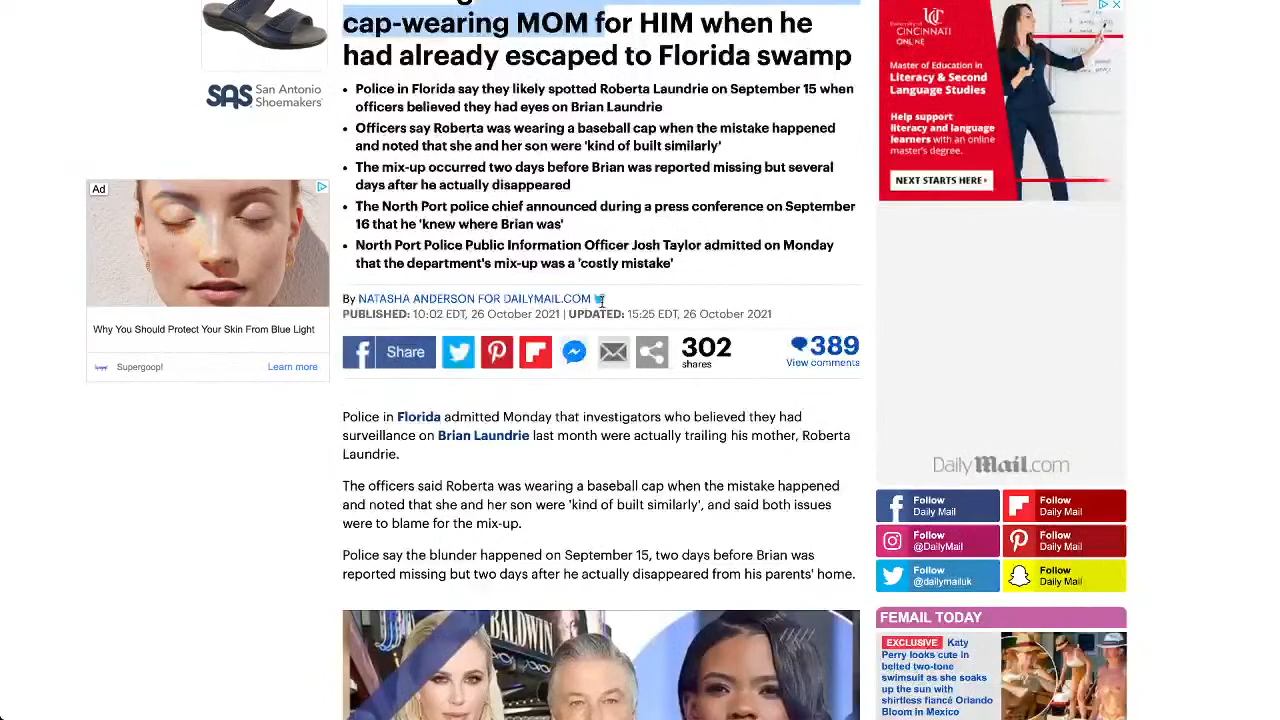 cap-wearing MOM for HIM when he
had already escaped to Florida swamp
• Police in Florida say they likely spotted Roberta Laundrie on September 15 when
officers believed they had eyes on Brian Laundrie
• Officers say Roberta was wearing a baseball cap when the mistake happened
and noted that she and her son were 'kind of built similarly'
• The mix-up occurred two days before Brian was reported missing but several
days after he actually disappeared
• The North Port police chief announced during a press conference on September
16 that he 'knew where Brian was'
• North Port Police Public Information Officer Josh Taylor admitted on Monday
that the department's mix-up was a 'costly mistake'
By NATASHA ANDERSON FOR DAILYMAIL.COM
PUBLISHED: 10:02 EDT, 26 October 2021 | UPDATED: 15:25 EDT, 26 October 2021
Share
302
shares
389
View comments
Police in Florida admitted Monday that investigators who believed they had
surveillance on Brian Laundrie last month were actually trailing his mother, Roberta
Laundrie.
The officers said Roberta was wearing a baseball cap when the mistake happened
and noted that she and her son were 'kind of built similarly', and said both issues
were to blame for the mix-up.
Police say the blunder happened on September 15, two days before Brian was
reported missing but two days after he actually disappeared from his parents' home.
BALDWIN
SAS San Antonio
Shoemakers
Ad
Why You Should Protect Your Skin From Blue Light
Supergoop!
Learn more
University of
CINCINNATI
ONLINE
Master of Education in
Literacy & Second
Language Studies
Help support
literacy and language
learners with an online
master's degree.
NEXT STARTS HERE
DailyMail.com
Follow
Daily Mail
Follow
Daily Mail
Follow
@DailyMail
Follow
Daily Mail
Follow
@dailymailuk
Follow
Daily Mail
FEMAIL TODAY
EXCLUSIVE Katy
Perry looks cute in
belted two-tone
swimsuit as she soaks
up the sun with
shirtless fiancé Orlando
Bloom in Mexico